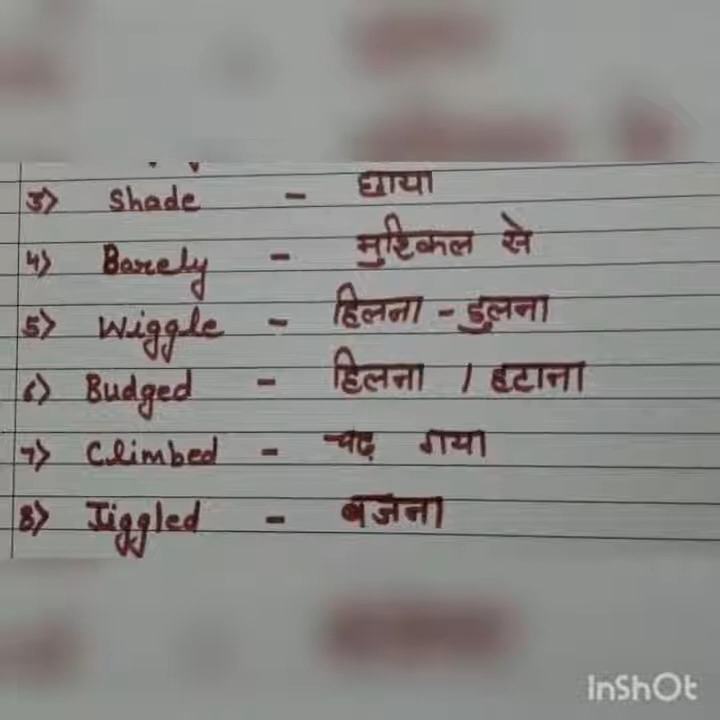 3) Shade - छाया
4) Barely - मुश्किल से
5) Wiggle - हिलना - डुलना
6) Budged - हिलना / हटाना
7) Climbed - चढ़ गया
8) Jiggled - बजना
InShOt